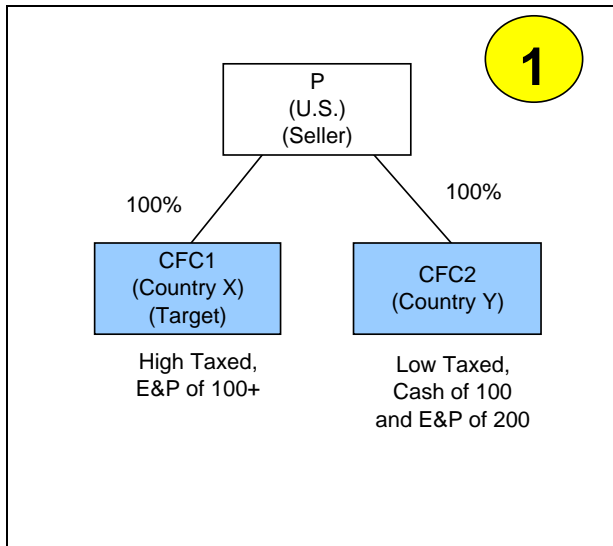 1
P
(U.S.)
(Seller)
100%
100%
CFC1
(Country X)
(Target)
CFC2
(Country Y)
High Taxed,
E&P of 100+
Low Taxed,
Cash of 100
and E&P of 200